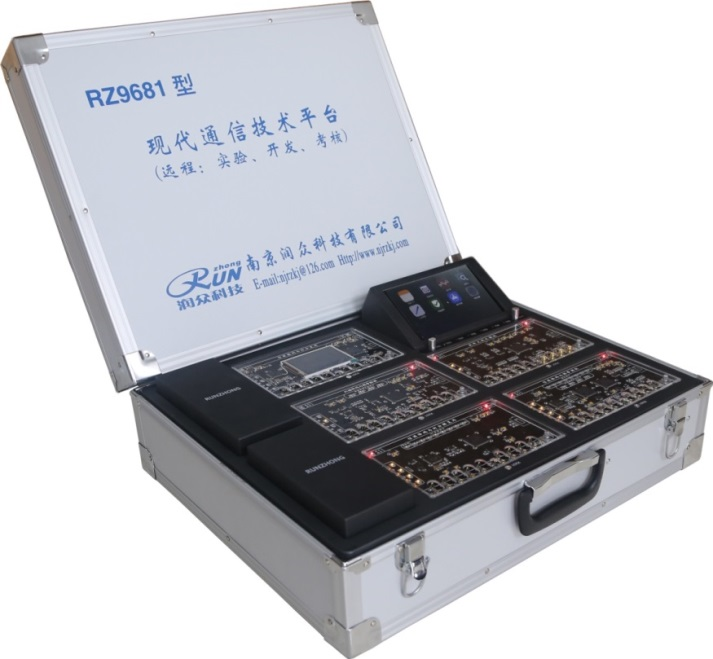 RZ9681 型
现代通信技术平台
(远程：实验、开发、考核)
zhong
RUN
润众科技
南京润众科技有限公司
E-mail:njrzkj@126.com Http://www.njrzkj.com
RUNZHONG
RUNZHONG